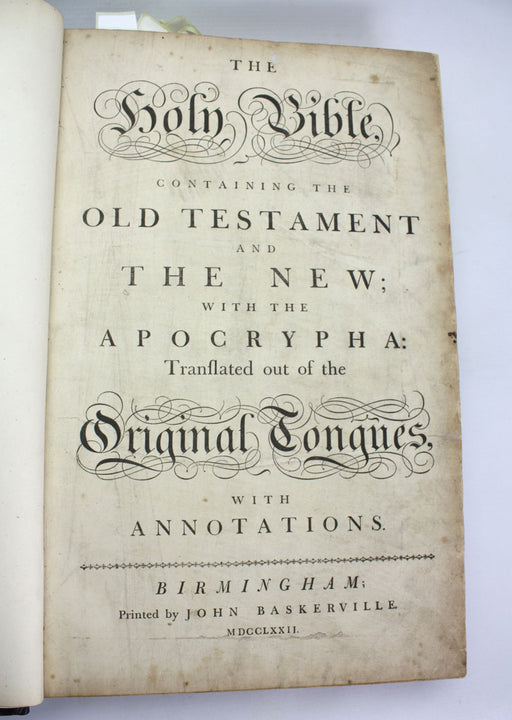 THE
Holy Bible,
CONTAINING THE
OLD TESTAMENT
AND
THE NEW;
WITH THE
APOCRYPHA:
Tranſlated out of the
Original Tongues,
WITH
ANNOTATIONS.
BIRMINGHAM;
Printed by JOHN BASKERVILLE.
MDCCLXXII.